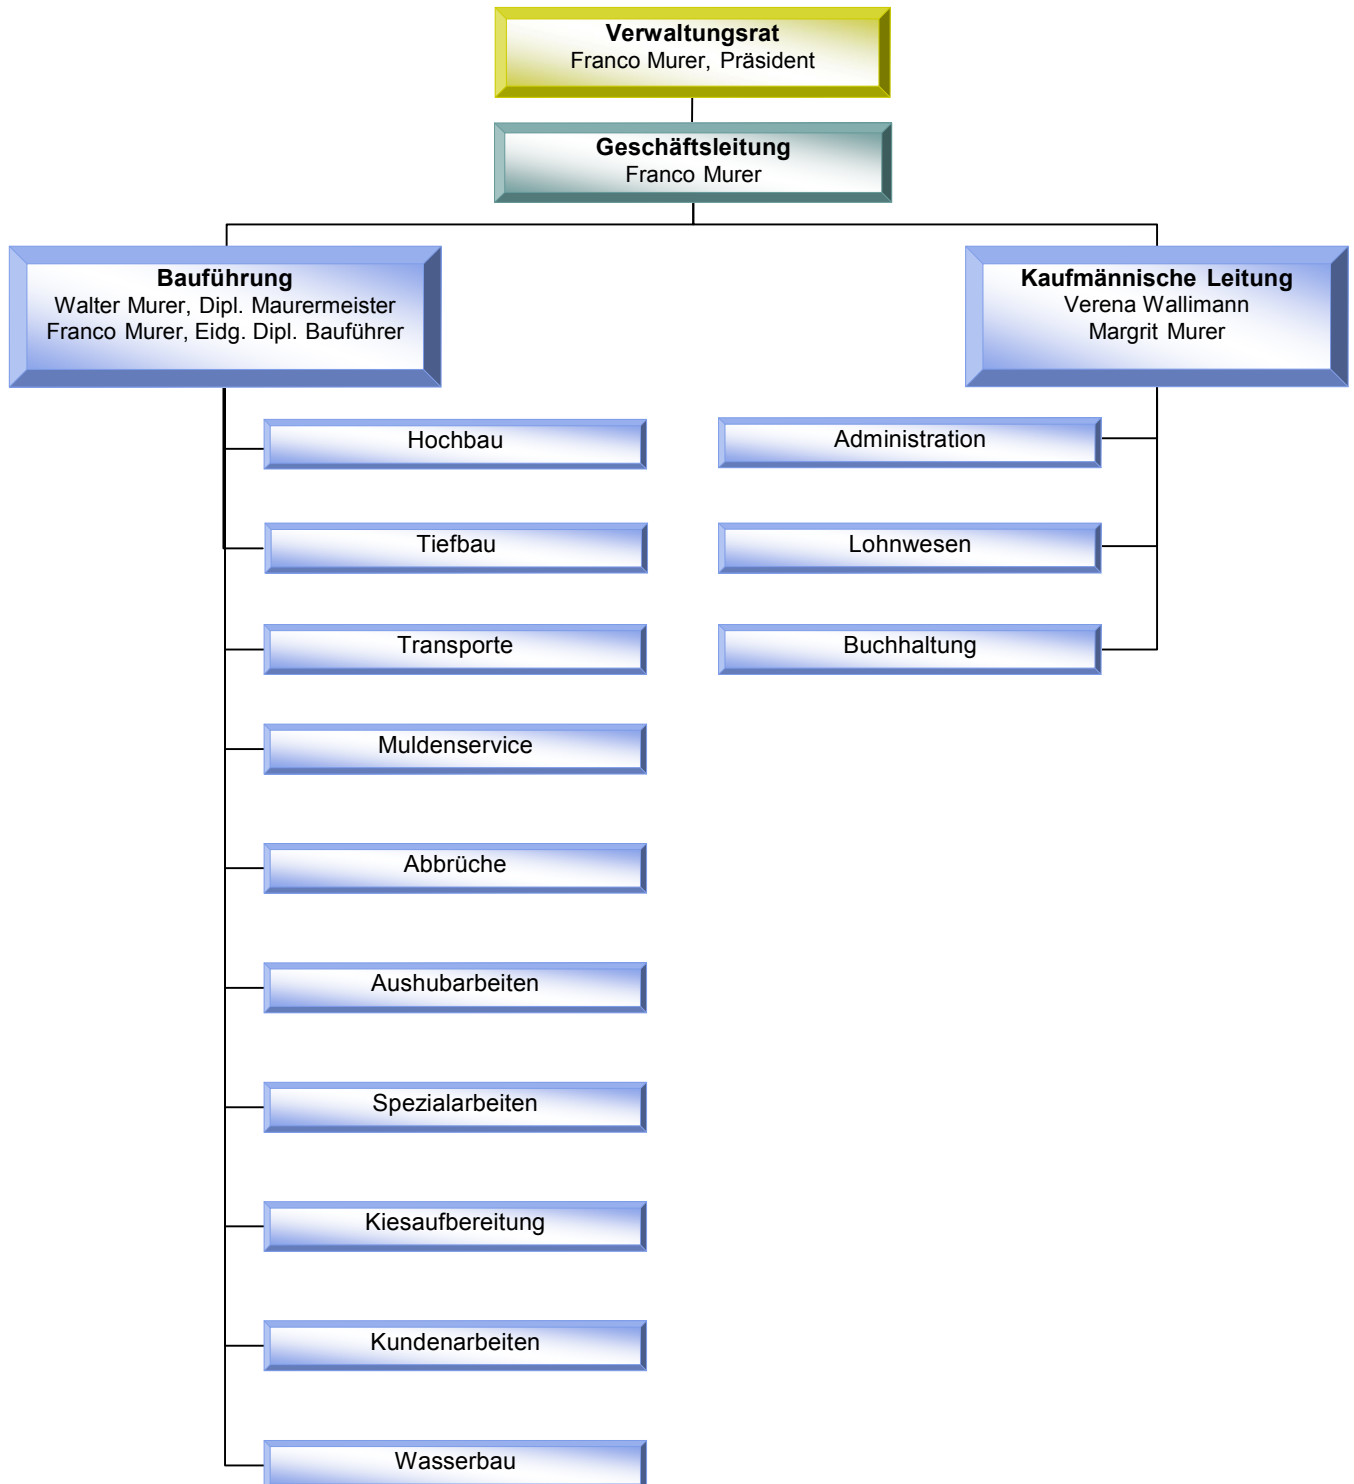 Verwaltungsrat
Franco Murer, Präsident
Geschäftsleitung
Franco Murer
Bauführung
Walter Murer, Dipl. Maurermeister
Franco Murer, Eidg. Dipl. Bauführer
Kaufmännische Leitung
Verena Wallimann
Margrit Murer
Hochbau
Tiefbau
Transporte
Muldenservice
Abbrüche
Aushubarbeiten
Spezialarbeiten
Kiesaufbereitung
Kundenarbeiten
Wasserbau
Administration
Lohnwesen
Buchhaltung